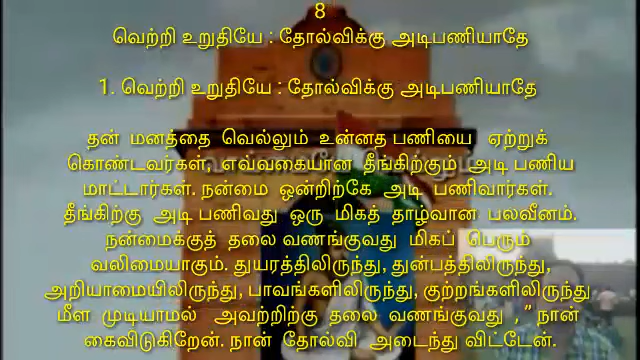 8
வெற்றி உறுதியே : தோல்விக்கு அடிபணியாதே
1. வெற்றி உறுதியே : தோல்விக்கு அடிபணியாதே
தன் மனத்தை வெல்லும் உன்னத பணியை ஏற்றுக்
கொண்டவர்கள், எவ்வகையான தீங்கிற்கும் அடி பணிய
மாட்டார்கள். நன்மை ஒன்றிற்கே அடி பணிவார்கள்.
தீங்கிற்கு அடி பணிவது ஒரு மிகத் தாழ்வான பலவீனம்.
நன்மைக்குத் தலை வணங்குவது மிகப் பெரும்
வலிமையாகும். துயரத்திலிருந்து, துன்பத்திலிருந்து,
அறியாமையிலிருந்து, பாவங்களிலிருந்து, குற்றங்களிலிருந்து
மீள முடியாமல் அவற்றிற்கு தலை வணங்குவது , ” நான்
கைவிடுகிறேன். நான் தோல்வி அடைந்து விட்டேன்.